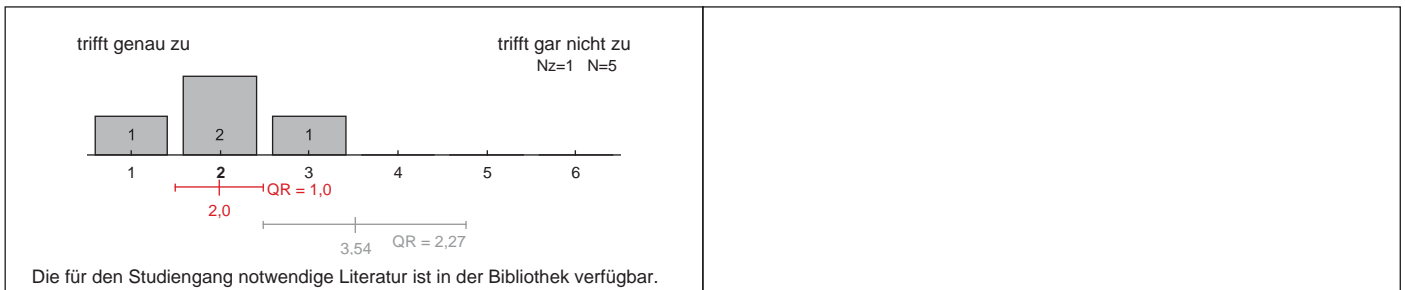 trifft genau zu trifft gar nicht zu
Nz=1 N=5
1 2 1
1 2 3 4 5 6
QR = 1,0
2,0
QR = 2,27
3,54
Die für den Studiengang notwendige Literatur ist in der Bibliothek verfügbar.